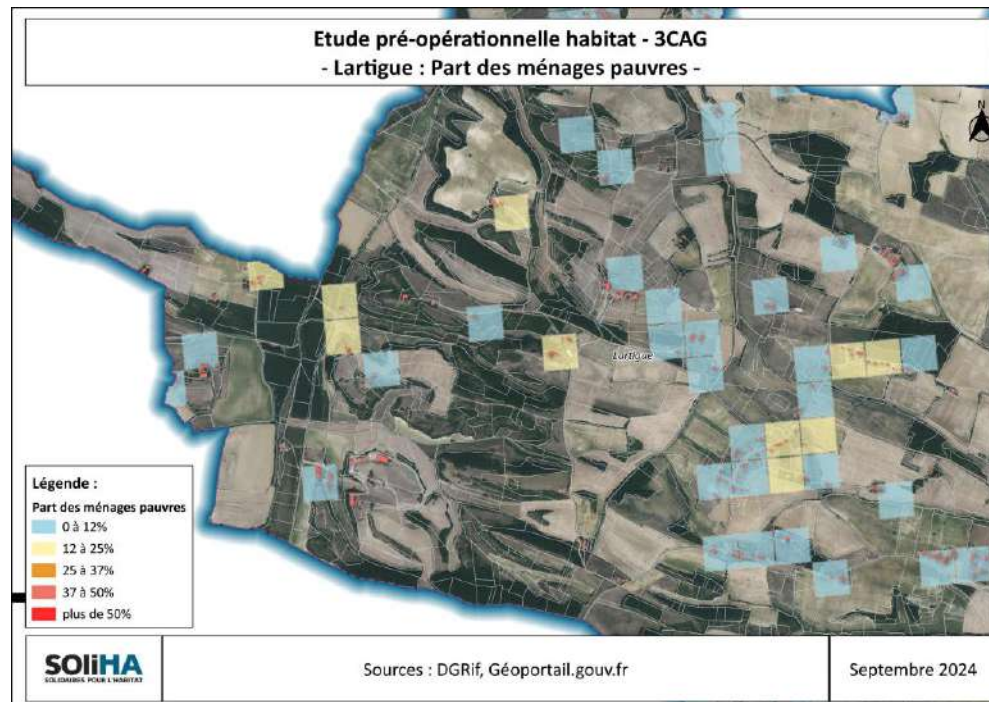 Etude pré-opérationnelle habitat - 3CAG
- Lartigue : Part des ménages pauvres -
N
Lartigue
Légende :
Part des ménages pauvres
0 à 12%
12 à 25%
25 à 37%
37 à 50%
plus de 50%
SOLiHA
SOLIDAIRES POUR L'HABITAT
Sources : DGRif, Géoportail.gouv.fr
Septembre 2024